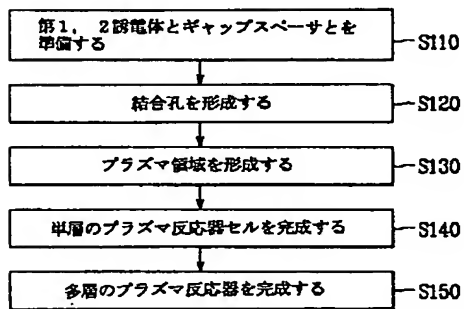 第1，2誘電体とギャップスペーサとを
準備する
S110
結合孔を形成する
S120
プラズマ領域を形成する
S130
単層のプラズマ反応器セルを完成する
S140
多層のプラズマ反応器を完成する
S150